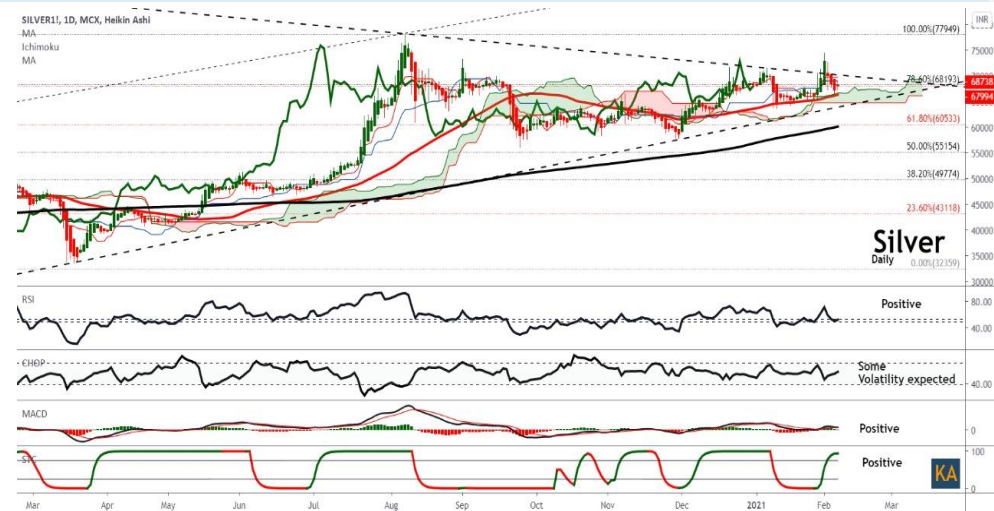 SILVER1!, 1D, MCX, Heikin Ashi
MA
Ichimoku
MA
INR
100.00%(77949)
75000
78.60%(68193)
68738
67994
61.80%(60533)
60000
50.00%(55154)
55000
38.20%(49774)
50000
45000
23.60%(43118)
40000
Silver
Daily
35000
0.00%(32359)
30000
RSI
Positive
80.00
40.00
CHOP
Some
Volatility expected
40.00
MACD
Positive
0
STC
Positive
100
0
KA
Mar Apr May Jun Jul Aug Sep Oct Nov Dec 2021 Feb Mar